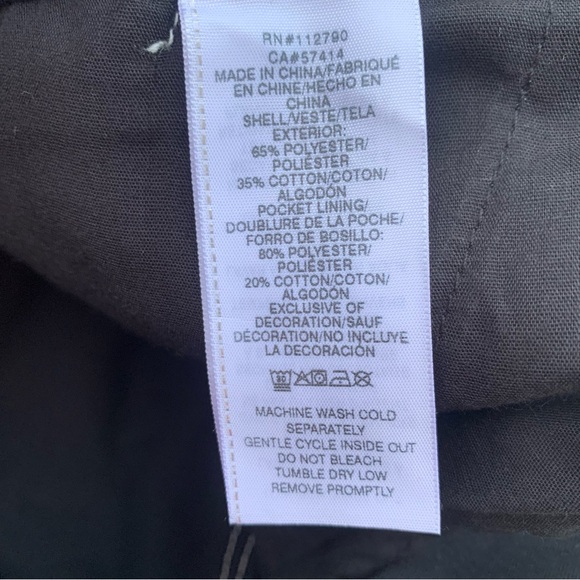 RN#112790
CA#57414
MADE IN CHINA/FABRIQUÉ
EN CHINE/HECHO EN
CHINA
SHELL/VESTE/TELA
EXTERIOR:
65% POLYESTER/
POLIÉSTER
35% COTTON/COTON/
ALGODÓN
POCKET LINING/
DOUBLURE DE LA POCHE/
FORRO DE BOSILLO:
80% POLYESTER/
POLIÉSTER
20% COTTON/COTON/
ALGODÓN
EXCLUSIVE OF
DECORATION/SAUF
DÉCORATION/NO INCLUYE
LA DECORACIÓN
MACHINE WASH COLD
SEPARATELY
GENTLE CYCLE INSIDE OUT
DO NOT BLEACH
TUMBLE DRY LOW
REMOVE PROMPTLY